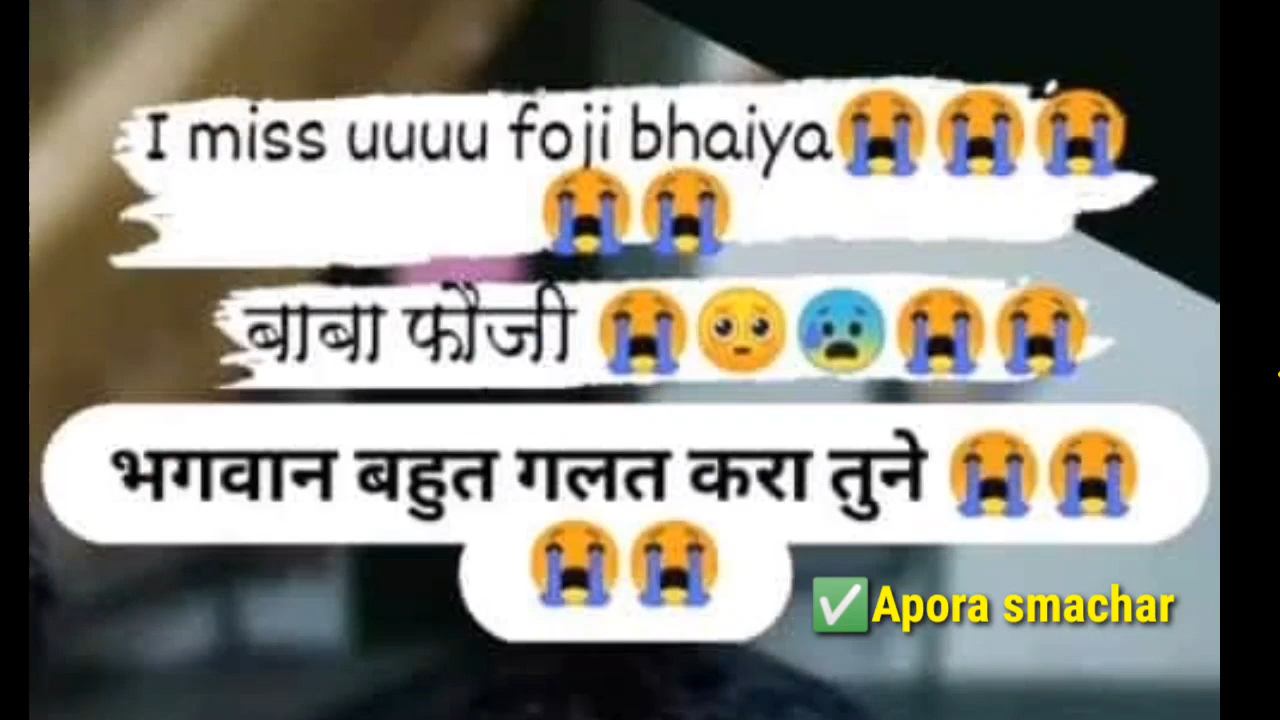 I miss uuuu foji bhaiya😭😭😭
😭😭
बाबा फौजी 😭🥺😰😭😭
भगवान बहुत गलत करा तुने 😭😭
😭😭
✅Apora smachar